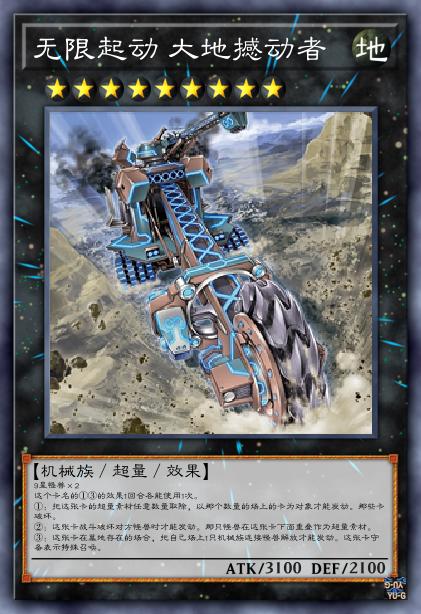 无限起动 大地撼动者 地
【机械族/超量/效果】
9星怪兽×2
这个卡名的①③的效果1回合各能使用1次。
①：把这张卡的超量素材任意数量取除，以那个数量的场上的卡为对象才能发动。那些卡
破坏。
②：这张卡战斗破坏对方怪兽时才能发动。那只怪兽在这张卡下面重叠作为超量素材。
③：这张卡在墓地存在的场合，把自己场上1只机械族连接怪兽解放才能发动。这张卡守
备表示特殊召唤。
ATK/3100 DEF/2100